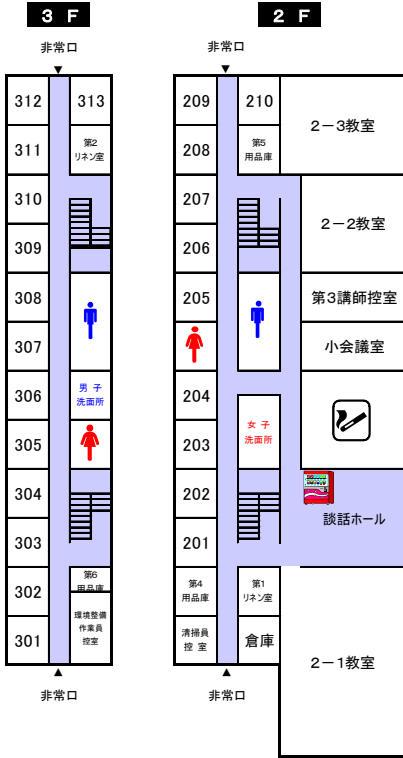 3 F
非常口
312
313
311
第2
リネン室
310
309
308
307
306
男 子
洗面所
305
304
303
302
第6
用品庫
環境整備
作業員
控室
301
非常口
2 F
非常口
209
210
2－3教室
208
第5
用品庫
207
2－2教室
206
205
第3講師控室
小会議室
204
女 子
洗面所
203
202
談話ホール
201
第4
用品庫
第1
リネン室
清掃員
控 室
倉庫
2－1教室
非常口